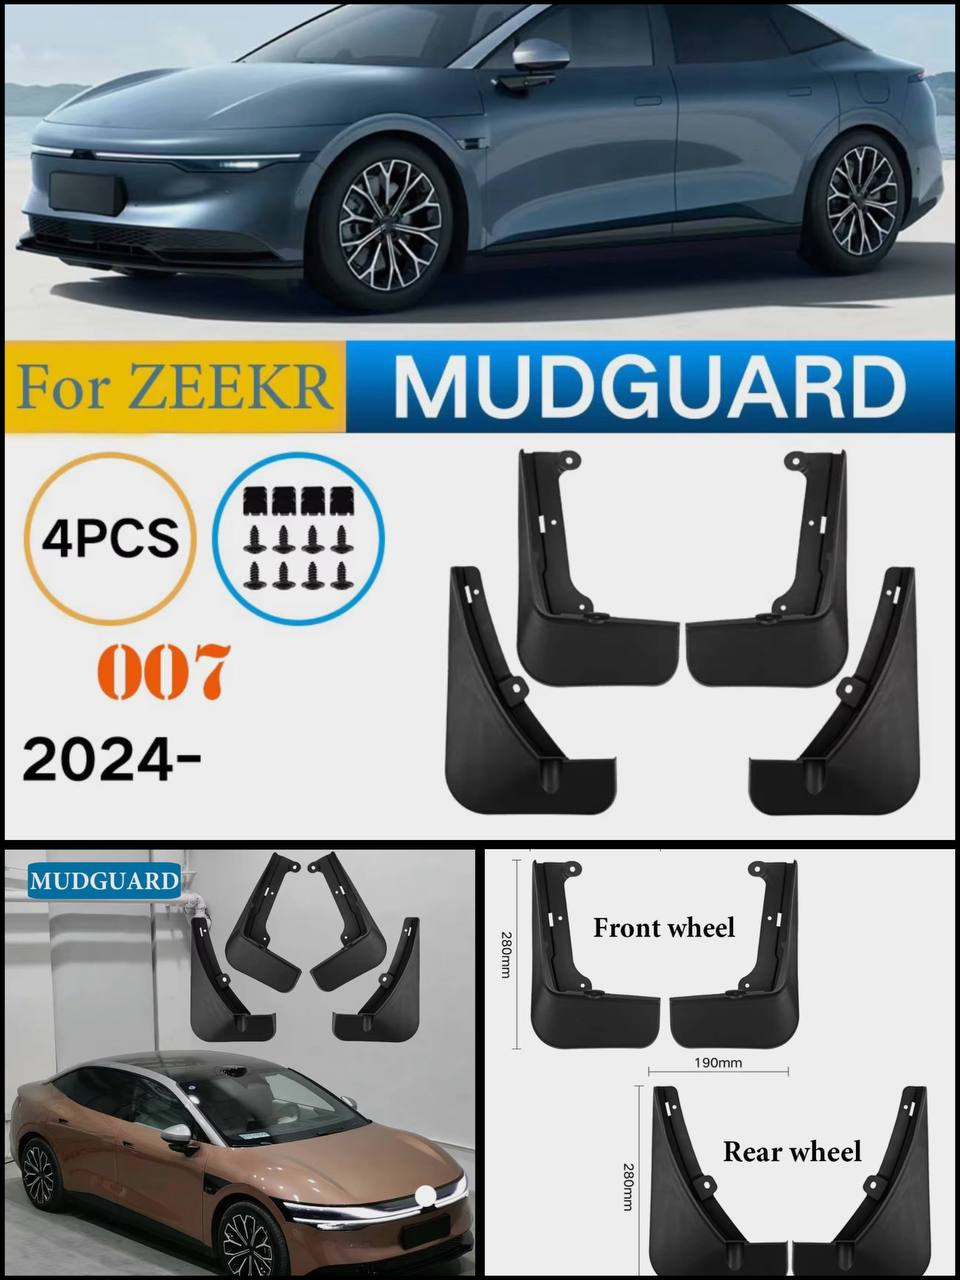 For ZEEKR
MUDGUARD
4PCS
007
2024-
MUDGUARD
Front wheel
280mm
190mm
Rear wheel
280mm